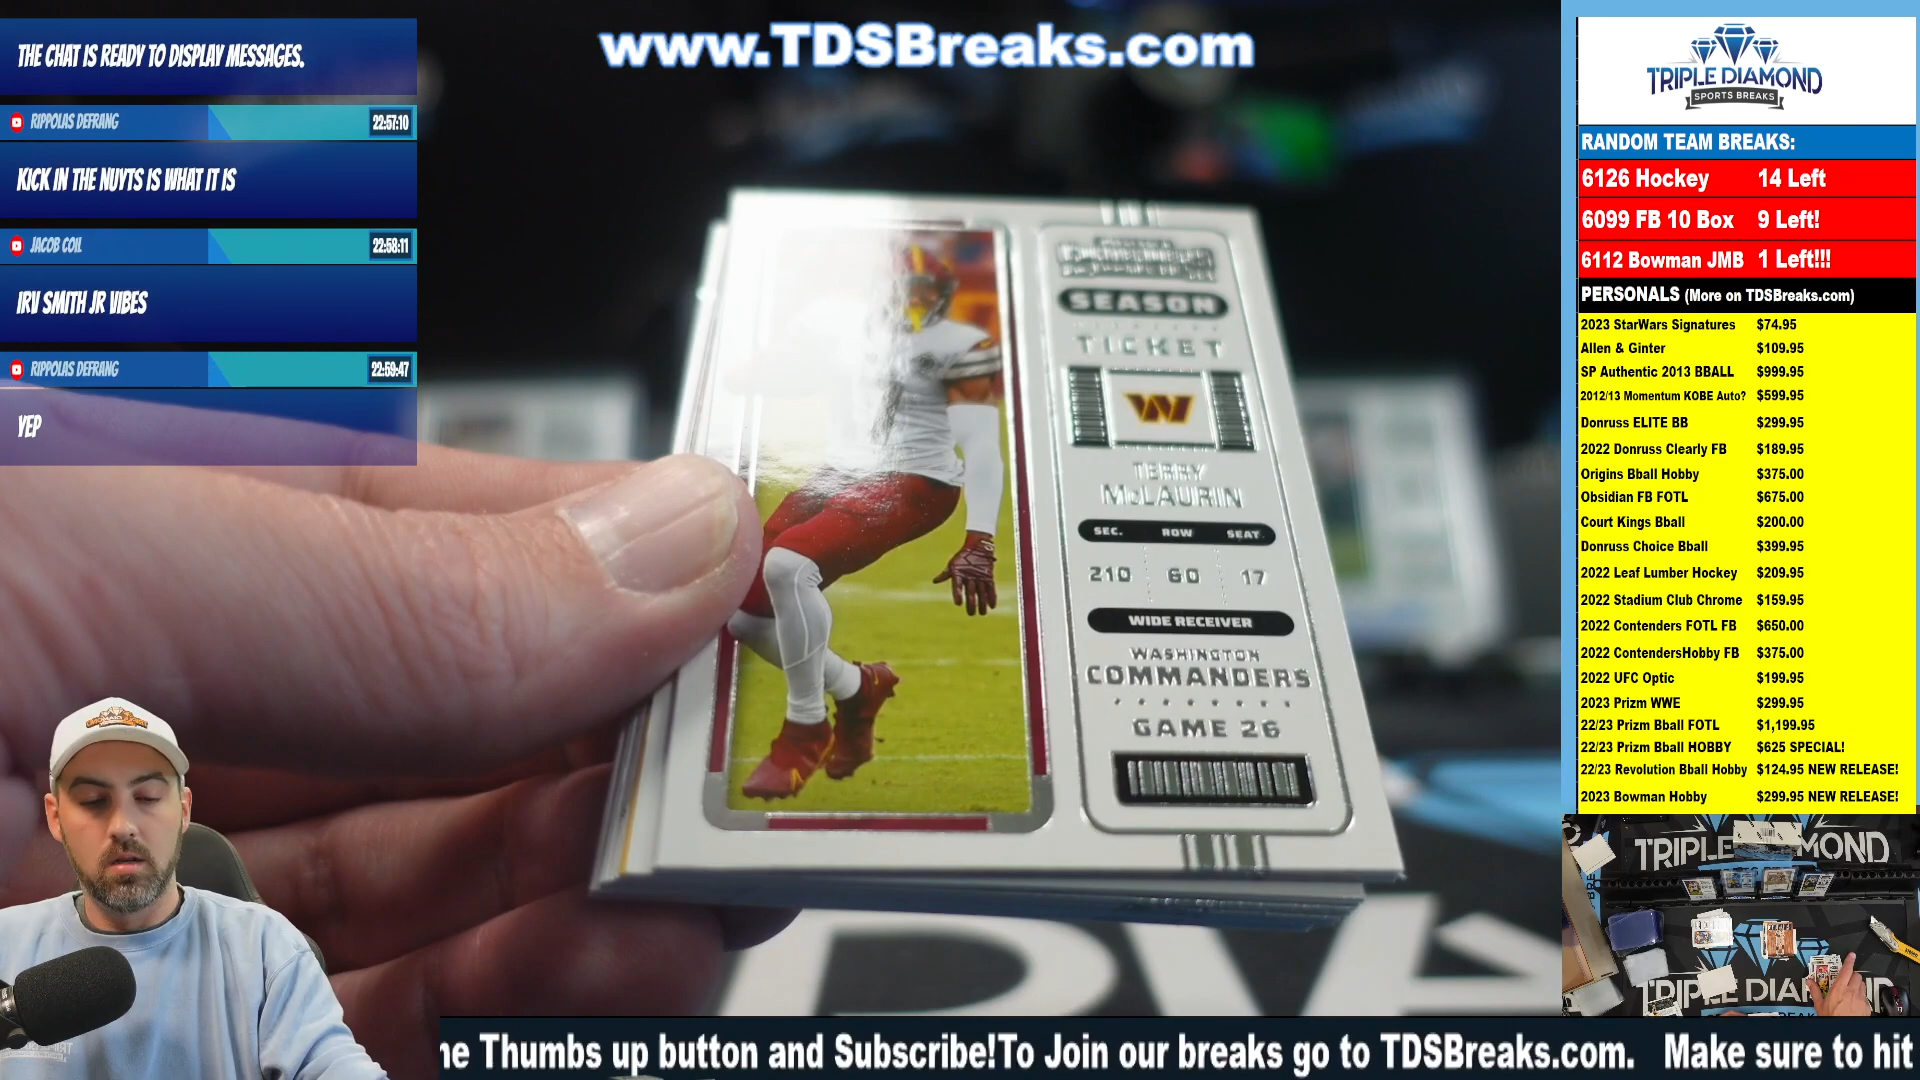 www.TDSBreaks.com
THE CHAT IS READY TO DISPLAY MESSAGES.
RIPPOLAS DEFRANG 22:57:10
KICK IN THE NUYTS IS WHAT IT IS
JACOB COIL 22:58:11
IRV SMITH JR VIBES
RIPPOLAS DEFRANG 22:59:47
YEP
CONTENDERS
SEASON
TICKET
W
TERRY
McLAURIN
SEC. ROW SEAT
210 60 17
WIDE RECEIVER
WASHINGTON
COMMANDERS
GAME 26
TRIPLE DIAMOND
SPORTS BREAKS
RANDOM TEAM BREAKS:
6126 Hockey 14 Left
6099 FB 10 Box 9 Left!
6112 Bowman JMB 1 Left!!!
PERSONALS (More on TDSBreaks.com)
2023 StarWars Signatures $74.95
Allen & Ginter $109.95
SP Authentic 2013 BBALL $999.95
2012/13 Momentum KOBE Auto? $599.95
Donruss ELITE BB $299.95
2022 Donruss Clearly FB $189.95
Origins Bball Hobby $375.00
Obsidian FB FOTL $675.00
Court Kings Bball $200.00
Donruss Choice Bball $399.95
2022 Leaf Lumber Hockey $209.95
2022 Stadium Club Chrome $159.95
2022 Contenders FOTL FB $650.00
2022 ContendersHobby FB $375.00
2022 UFC Optic $199.95
2023 Prizm WWE $299.95
22/23 Prizm Bball FOTL $1,199.95
22/23 Prizm Bball HOBBY $625 SPECIAL!
22/23 Revolution Bball Hobby $124.95 NEW RELEASE!
2023 Bowman Hobby $299.95 NEW RELEASE!
TRIPLE DIAMOND
TRIPLE DIAM
he Thumbs up button and Subscribe!To Join our breaks go to TDSBreaks.com. Make sure to hit